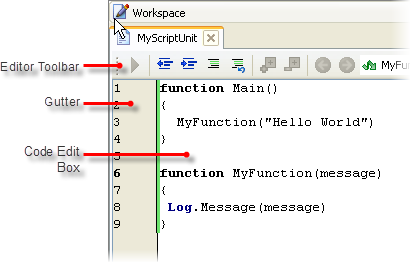 Workspace
MyScriptUnit
Editor Toolbar
MyFu
Gutter
Code Edit
Box
1 function Main()
2 {
3 MyFunction("Hello World")
4 }
5
6 function MyFunction(message)
7 {
8 Log.Message(message)
9 }